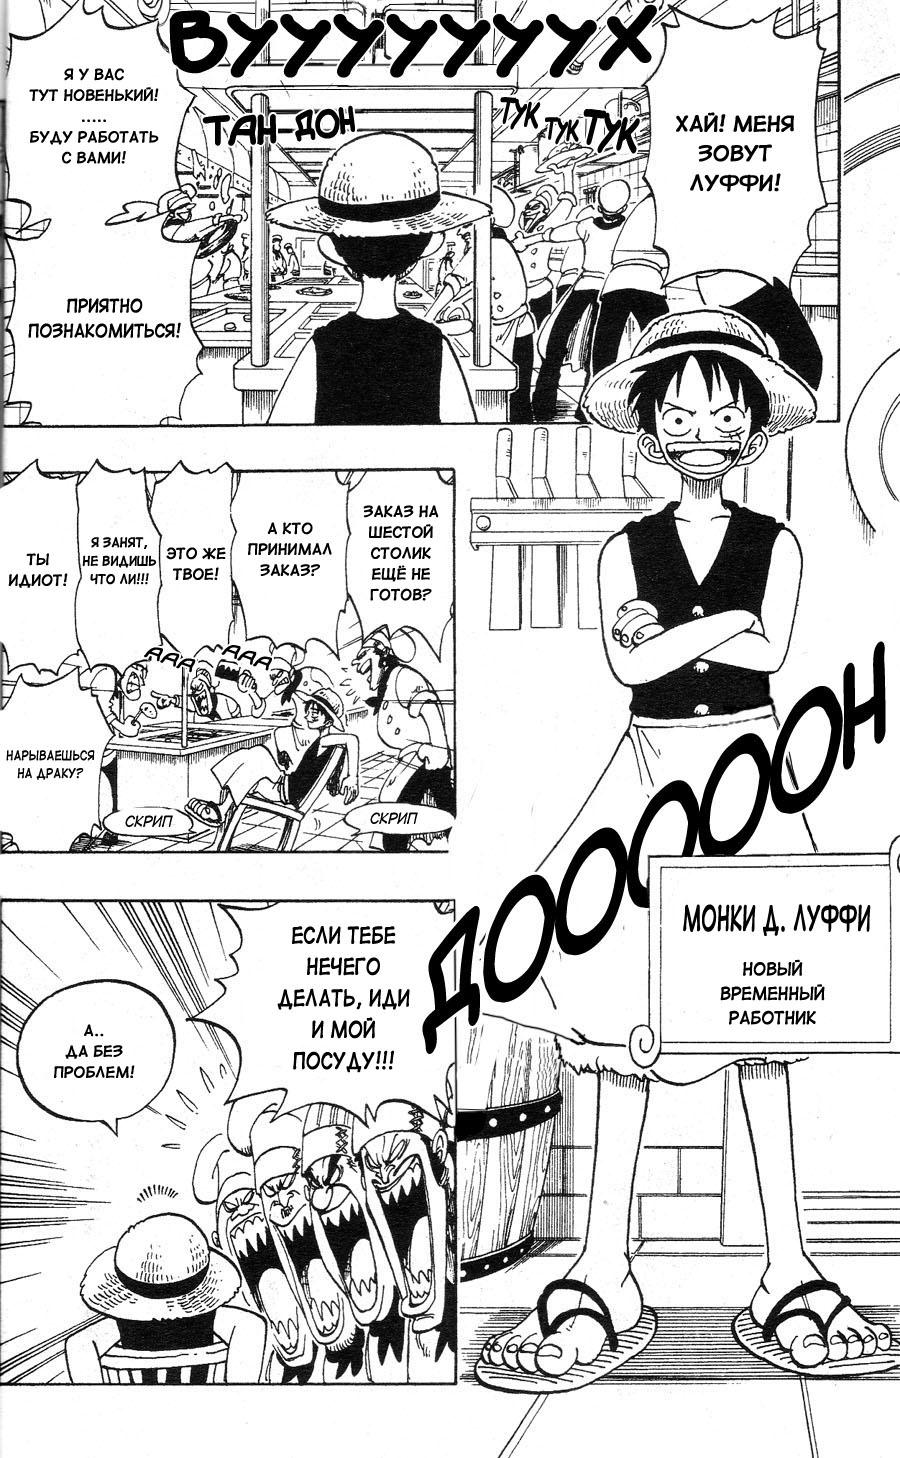 ВУУУУУУУХ
ХАЙ! МЕНЯ
ЗОВУТ
ЛУФФИ!
ТУК
ТУК
ТУК
ТАН-ДОН
Я У ВАС
ТУТ НОВЕНЬКИЙ!
.....
БУДУ РАБОТАТЬ
С ВАМИ!
ПРИЯТНО
ПОЗНАКОМИТЬСЯ!
ДОООООН
МОНКИ Д. ЛУФФИ
НОВЫЙ
ВРЕМЕННЫЙ
РАБОТНИК
ЗАКАЗ НА
ШЕСТОЙ
СТОЛИК
ЕЩЁ НЕ
ГОТОВ?
А КТО
ПРИНИМАЛ
ЗАКАЗ?
ЭТО ЖЕ
ТВОЕ!
Я ЗАНЯТ,
НЕ ВИДИШЬ
ЧТО ЛИ!!!
ТЫ
ИДИОТ!
ААА
АААА
НАРЫВАЕШЬСЯ
НА ДРАКУ?
СКРИП
СКРИП
ЕСЛИ ТЕБЕ
НЕЧЕГО
ДЕЛАТЬ, ИДИ
И МОЙ
ПОСУДУ!!!
А..
ДА БЕЗ
ПРОБЛЕМ!